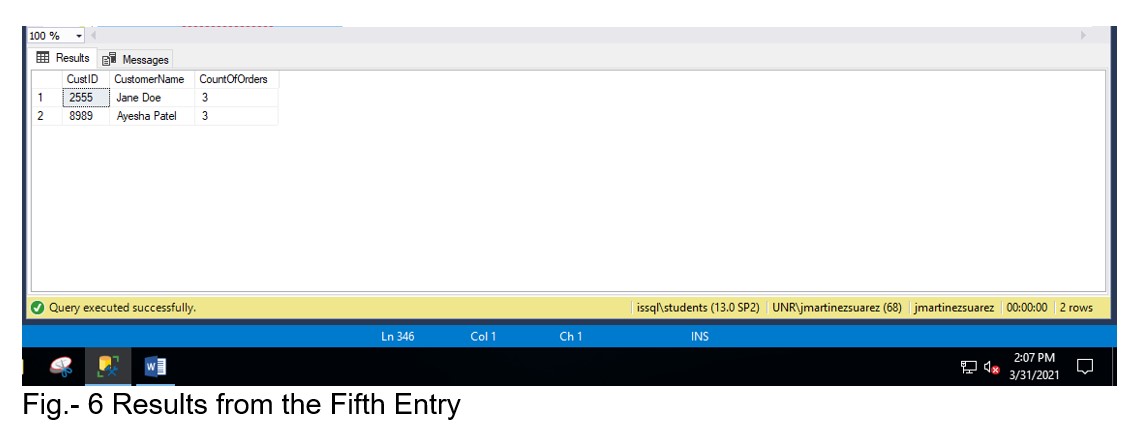 100 %
Results Messages
CustID CustomerName CountOfOrders
1 2555 Jane Doe 3
2 8989 Ayesha Patel 3
Query executed successfully. issql\students (13.0 SP2) UNR\jmartinezsuarez (68) jmartinezsuarez 00:00:00 2 rows
Ln 346 Col 1 Ch 1 INS
W 2:07 PM
3/31/2021
Fig.- 6 Results from the Fifth Entry